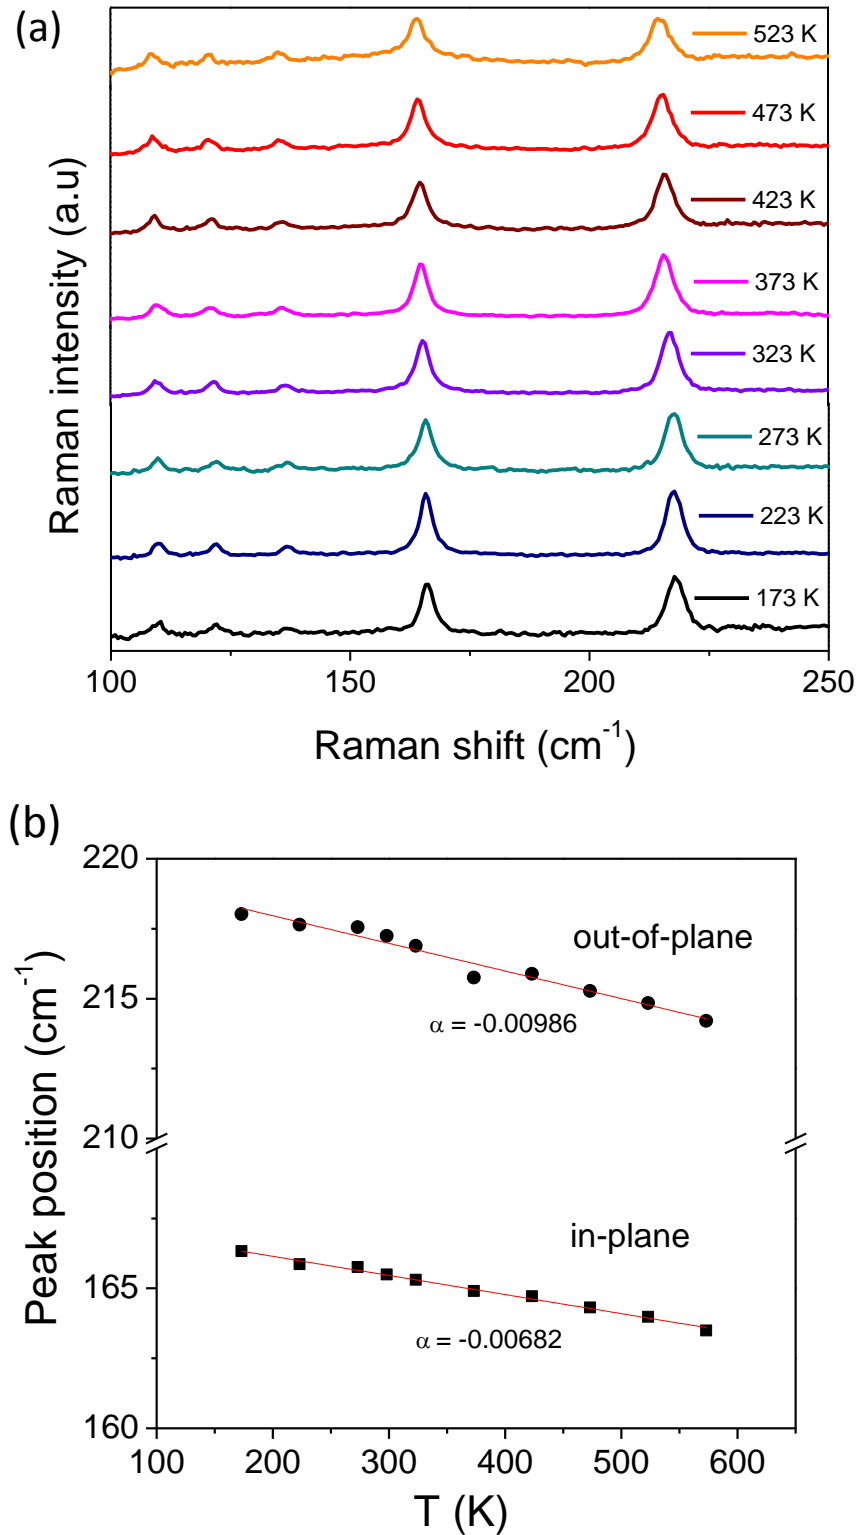 (a)
Raman intensity (a.u)
523 K
473 K
423 K
373 K
323 K
273 K
223 K
173 K
100 150 200 250
Raman shift (cm⁻¹)
(b)
Peak position (cm⁻¹)
220
215
210
165
160
out-of-plane
α = -0.00986
in-plane
α = -0.00682
100 200 300 400 500 600
T (K)